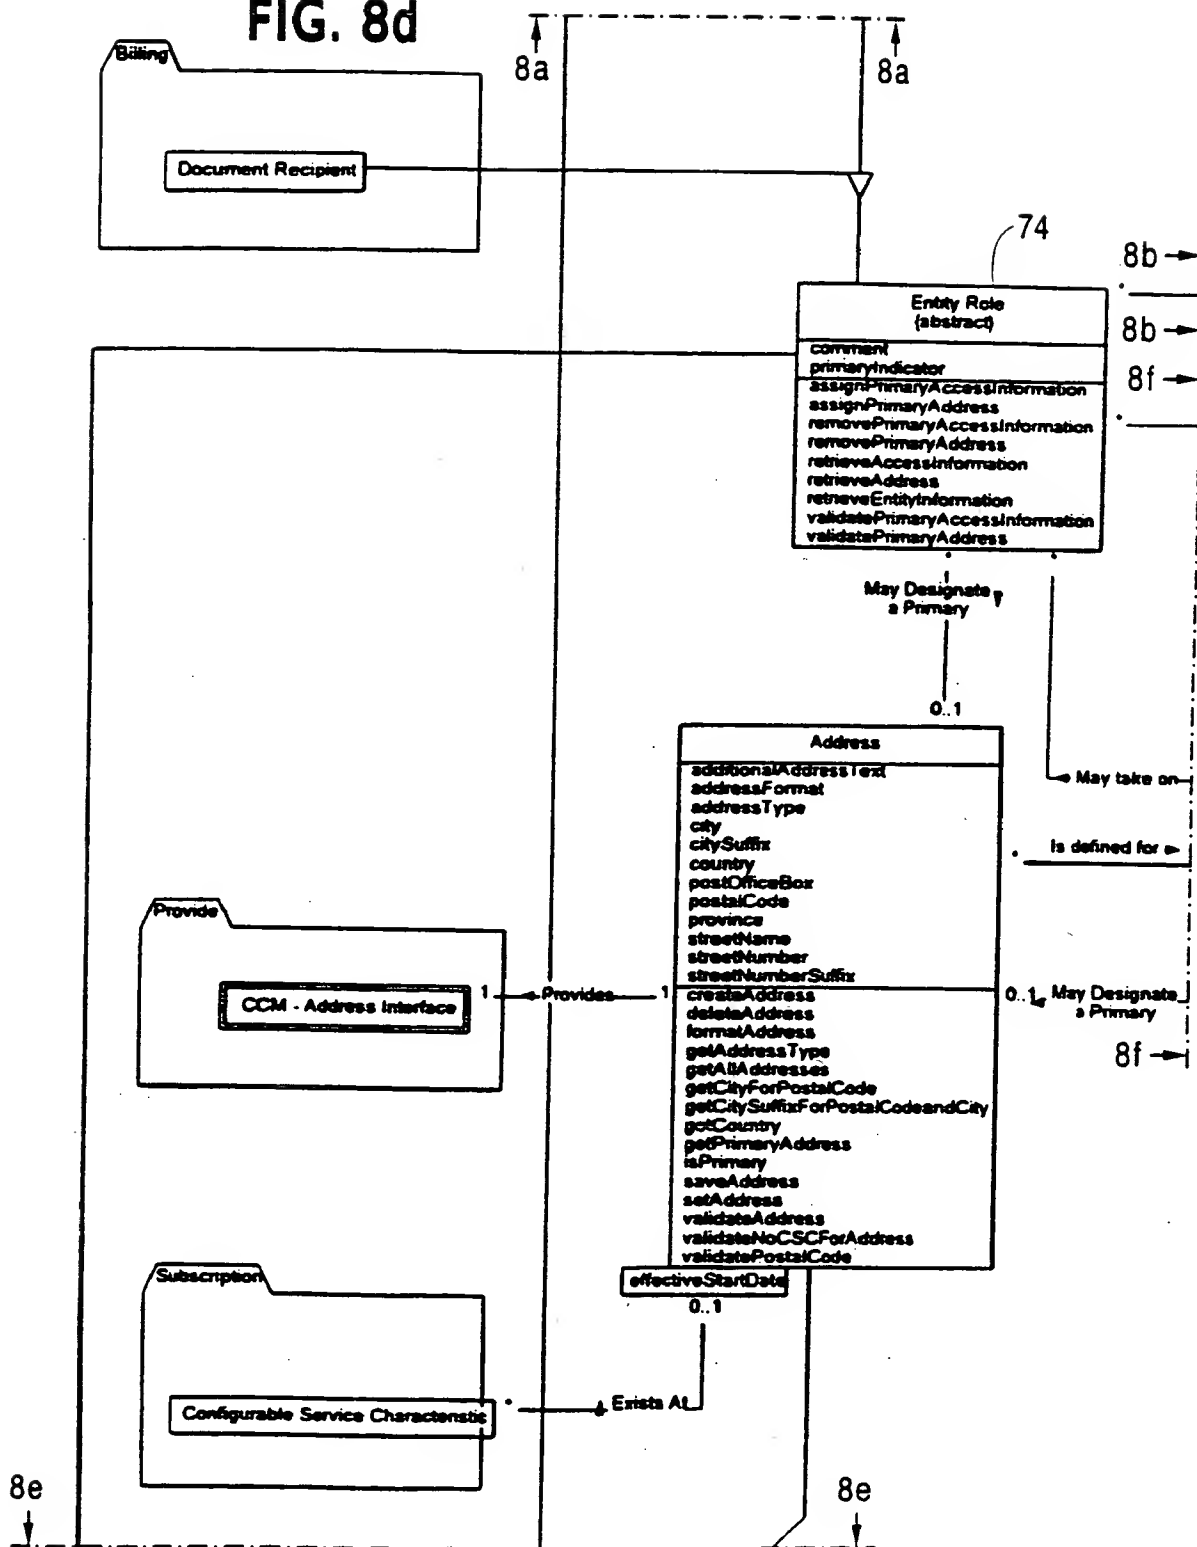 FIG. 8d
8a
8a
Billing
Document Recipient
74
8b
8b
8f
Entity Role
{abstract}
comment
primaryIndicator
assignPrimaryAccessInformation
assignPrimaryAddress
removePrimaryAccessInformation
removePrimaryAddress
retrieveAccessInformation
retrieveAddress
retrieveEntityInformation
validatePrimaryAccessInformation
validatePrimaryAddress
May Designate
a Primary
0..1
Address
additionalAddressText
addressFormat
addressType
city
citySuffix
country
postOfficeBox
postalCode
province
streetName
streetNumber
streetNumberSuffix
createAddress
deleteAddress
formatAddress
getAddressType
getAllAddresses
getCityForPostalCode
getCitySuffixForPostalCodeandCity
getCountry
getPrimaryAddress
isPrimary
saveAddress
setAddress
validateAddress
validateNoCSCForAddress
validatePostalCode
May take on
Is defined for
0..1 May Designate
a Primary
8f
Provide
CCM - Address Interface
1 Provides 1
effectiveStartDate
0..1
Subscription
Configurable Service Characteristic
* Exists At
8e
8e